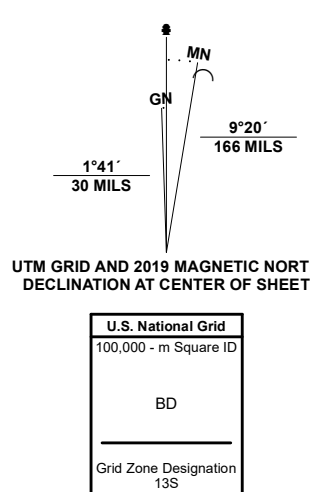 MN
GN
9°20´
166 MILS
1°41´
30 MILS
UTM GRID AND 2019 MAGNETIC NORT
DECLINATION AT CENTER OF SHEET
U.S. National Grid
100,000 - m Square ID
BD
Grid Zone Designation
13S